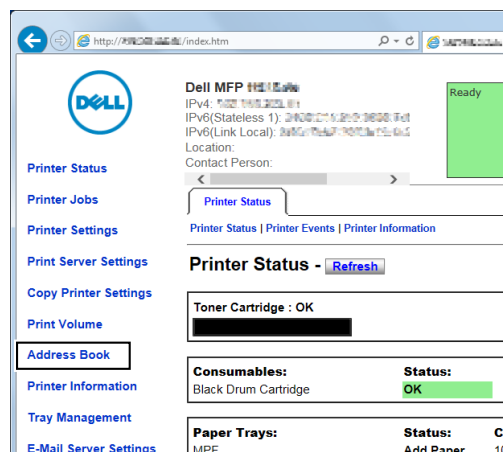 http:// /index.htm
DELL
Dell MFP
IPv4:
IPv6(Stateless 1):
IPv6(Link Local):
Location:
Contact Person:
Ready
Printer Status
Printer Jobs
Printer Settings
Print Server Settings
Copy Printer Settings
Print Volume
Address Book
Printer Information
Tray Management
E-Mail Server Settings
Printer Status
Printer Status | Printer Events | Printer Information
Printer Status - Refresh
Toner Cartridge : OK
Consumables: Status:
Black Drum Cartridge OK
Paper Trays: Status: C
MPF Add Paper